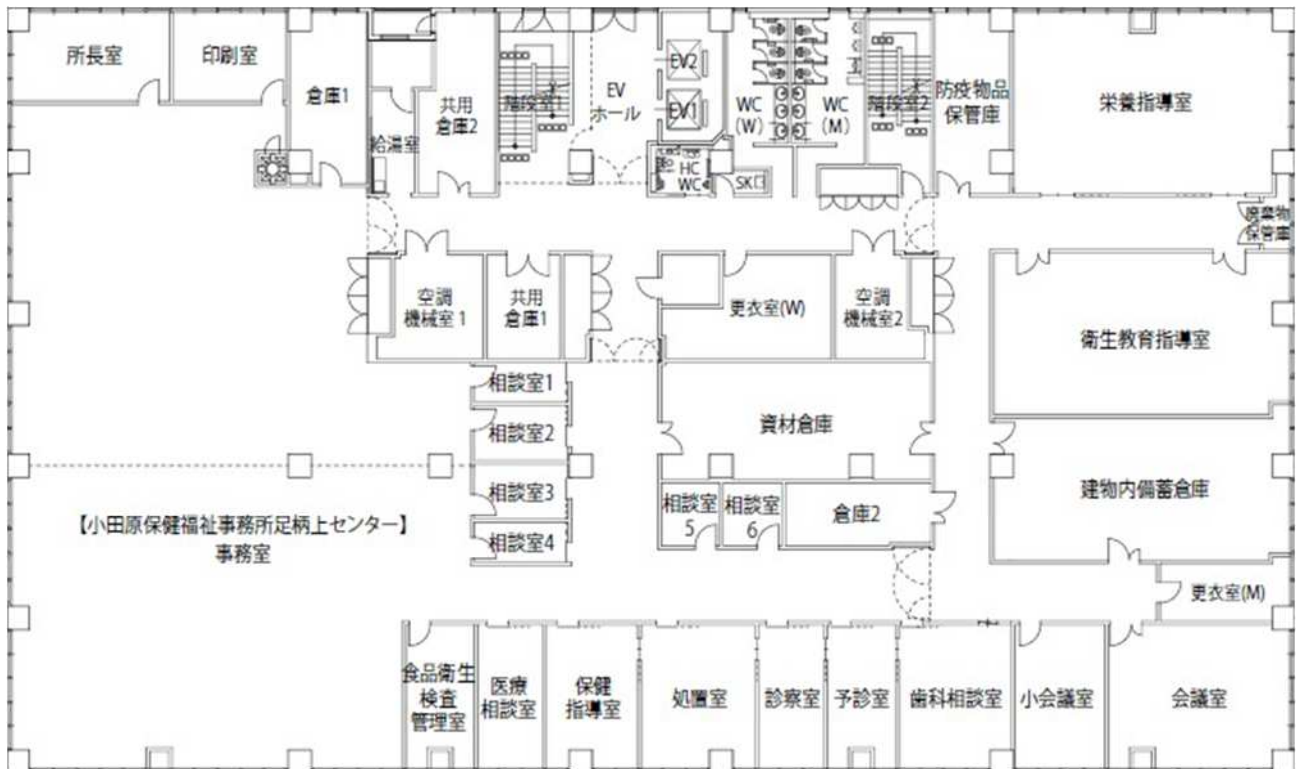 所長室
印刷室
倉庫1
給湯室
共用
倉庫2
階段室1
EV
ホール
EV2
EV1
HC
WC
WC
(W)
WC
(M)
SK
階段室2
防疫物品
保管庫
栄養指導室
廃棄物
保管庫
空調
機械室1
共用
倉庫1
更衣室(W)
空調
機械室2
衛生教育指導室
相談室1
相談室2
相談室3
相談室4
資材倉庫
建物内備蓄倉庫
相談室
5
相談室
6
倉庫2
【小田原保健福祉事務所足柄上センター】
事務室
更衣室(M)
食品衛生
検査
管理室
医療
相談室
保健
指導室
処置室
診察室
予診室
歯科相談室
小会議室
会議室